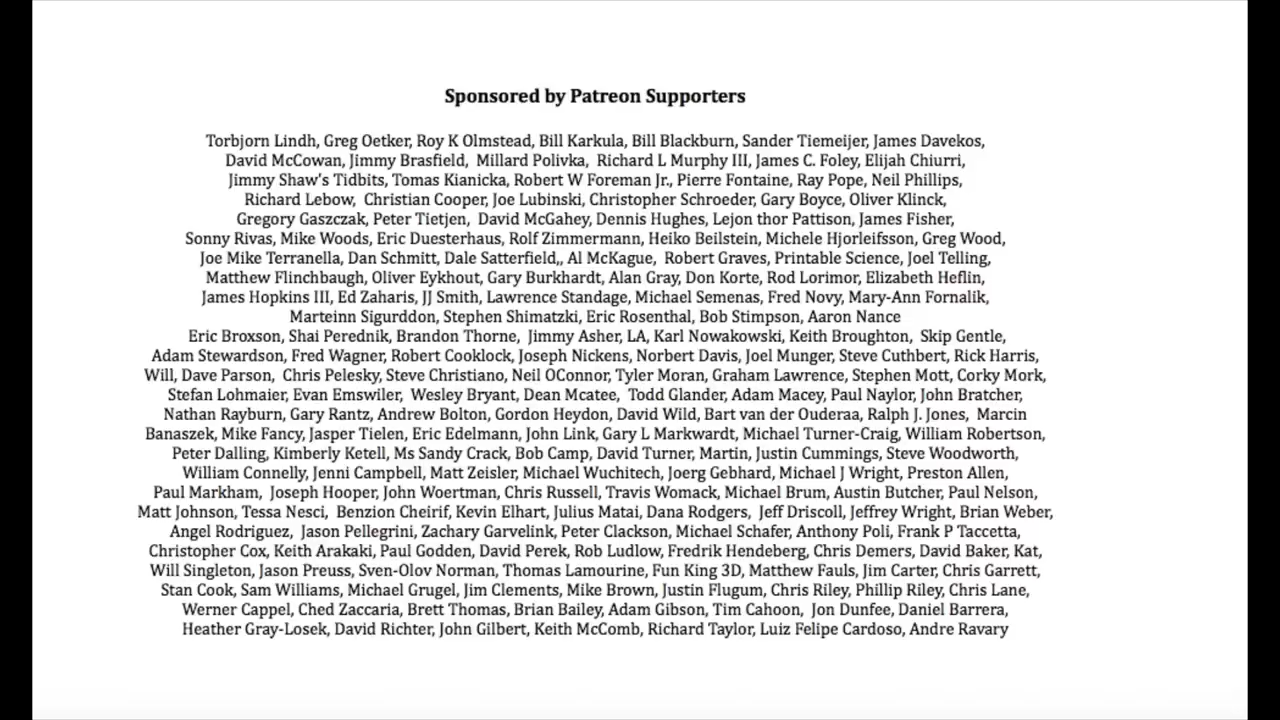 Sponsored by Patreon Supporters
Torbjorn Lindh, Greg Oetker, Roy K Olmstead, Bill Karkula, Bill Blackburn, Sander Tiemeijer, James Davekos,
David McCowan, Jimmy Brasfield,  Millard Polivka,  Richard L Murphy III, James C. Foley, Elijah Chiurri,
Jimmy Shaw's Tidbits, Tomas Kianicka, Robert W Foreman Jr., Pierre Fontaine, Ray Pope, Neil Phillips,
Richard Lebow,  Christian Cooper, Joe Lubinski, Christopher Schroeder, Gary Boyce, Oliver Klinck,
Gregory Gaszczak, Peter Tietjen,  David McGahey, Dennis Hughes, Lejon thor Pattison, James Fisher,
Sonny Rivas, Mike Woods, Eric Duesterhaus, Rolf Zimmermann, Heiko Beilstein, Michele Hjorleifsson, Greg Wood,
Joe Mike Terranella, Dan Schmitt, Dale Satterfield,, Al McKague,  Robert Graves, Printable Science, Joel Telling,
Matthew Flinchbaugh, Oliver Eykhout, Gary Burkhardt, Alan Gray, Don Korte, Rod Lorimor, Elizabeth Heflin,
James Hopkins III, Ed Zaharis, JJ Smith, Lawrence Standage, Michael Semenas, Fred Novy, Mary-Ann Fornalik,
Marteinn Sigurddon, Stephen Shimatzki, Eric Rosenthal, Bob Stimpson, Aaron Nance
Eric Broxson, Shai Perednik, Brandon Thorne,  Jimmy Asher, LA, Karl Nowakowski, Keith Broughton,  Skip Gentle,
Adam Stewardson, Fred Wagner, Robert Cooklock, Joseph Nickens, Norbert Davis, Joel Munger, Steve Cuthbert, Rick Harris,
Will, Dave Parson,  Chris Pelesky, Steve Christiano, Neil OConnor, Tyler Moran, Graham Lawrence, Stephen Mott, Corky Mork,
Stefan Lohmaier, Evan Emswiler,  Wesley Bryant, Dean Mcatee,  Todd Glander, Adam Macey, Paul Naylor, John Bratcher,
Nathan Rayburn, Gary Rantz, Andrew Bolton, Gordon Heydon, David Wild, Bart van der Ouderaa, Ralph J. Jones,  Marcin
Banaszek, Mike Fancy, Jasper Tielen, Eric Edelmann, John Link, Gary L Markwardt, Michael Turner-Craig, William Robertson,
Peter Dalling, Kimberly Ketell, Ms Sandy Crack, Bob Camp, David Turner, Martin, Justin Cummings, Steve Woodworth,
William Connelly, Jenni Campbell, Matt Zeisler, Michael Wuchitech, Joerg Gebhard, Michael J Wright, Preston Allen,
Paul Markham,  Joseph Hooper, John Woertman, Chris Russell, Travis Womack, Michael Brum, Austin Butcher, Paul Nelson,
Matt Johnson, Tessa Nesci,  Benzion Cheirif, Kevin Elhart, Julius Matai, Dana Rodgers,  Jeff Driscoll, Jeffrey Wright, Brian Weber,
Angel Rodriguez,  Jason Pellegrini, Zachary Garvelink, Peter Clackson, Michael Schafer, Anthony Poli, Frank P Taccetta,
Christopher Cox, Keith Arakaki, Paul Godden, David Perek, Rob Ludlow, Fredrik Hendeberg, Chris Demers, David Baker, Kat,
Will Singleton, Jason Preuss, Sven-Olov Norman, Thomas Lamourine, Fun King 3D, Matthew Fauls, Jim Carter, Chris Garrett,
Stan Cook, Sam Williams, Michael Grugel, Jim Clements, Mike Brown, Justin Flugum, Chris Riley, Phillip Riley, Chris Lane,
Werner Cappel, Ched Zaccaria, Brett Thomas, Brian Bailey, Adam Gibson, Tim Cahoon,  Jon Dunfee, Daniel Barrera,
Heather Gray-Losek, David Richter, John Gilbert, Keith McComb, Richard Taylor, Luiz Felipe Cardoso, Andre Ravary